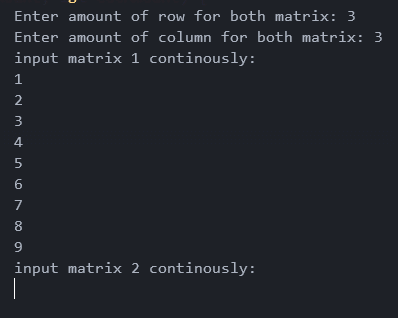 Enter amount of row for both matrix: 3
Enter amount of column for both matrix: 3
input matrix 1 continously:
1
2
3
4
5
6
7
8
9
input matrix 2 continously: